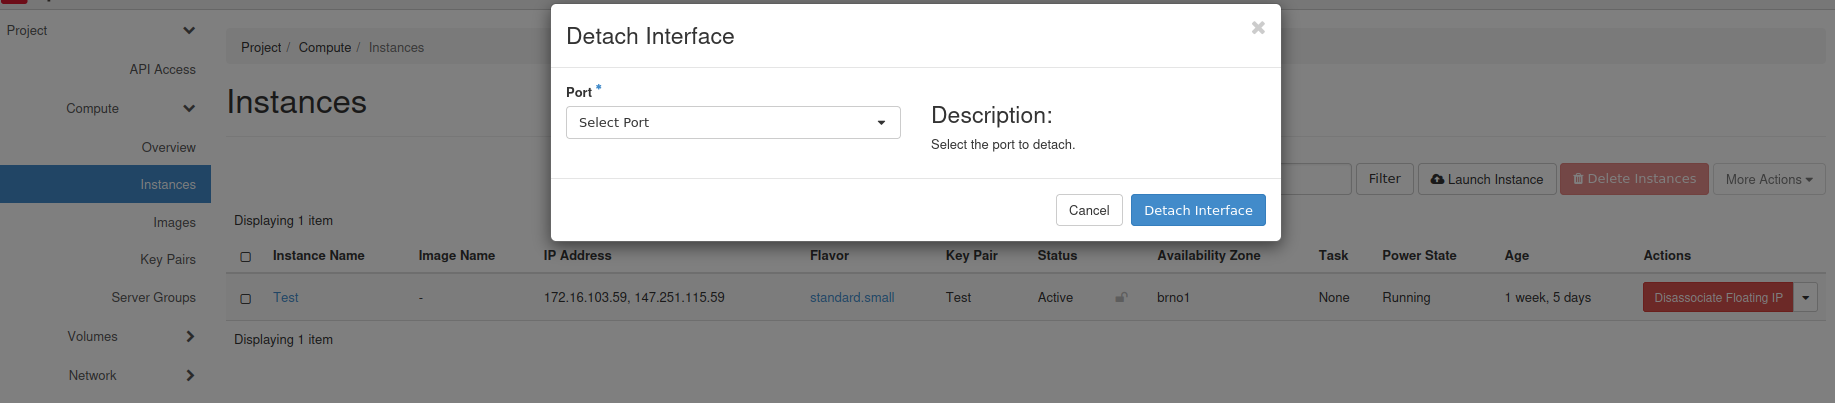 Project
API Access
Compute
Overview
Instances
Images
Key Pairs
Server Groups
Volumes
Network
Project / Compute / Instances
Instances
Detach Interface
Port *
Select Port
Description:
Select the port to detach.
Cancel
Detach Interface
Filter
Launch Instance
Delete Instances
More Actions
Displaying 1 item
Instance Name Image Name IP Address Flavor Key Pair Status Availability Zone Task Power State Age Actions
Test - 172.16.103.59, 147.251.115.59 standard.small Test Active brno1 None Running 1 week, 5 days Disassociate Floating IP
Displaying 1 item